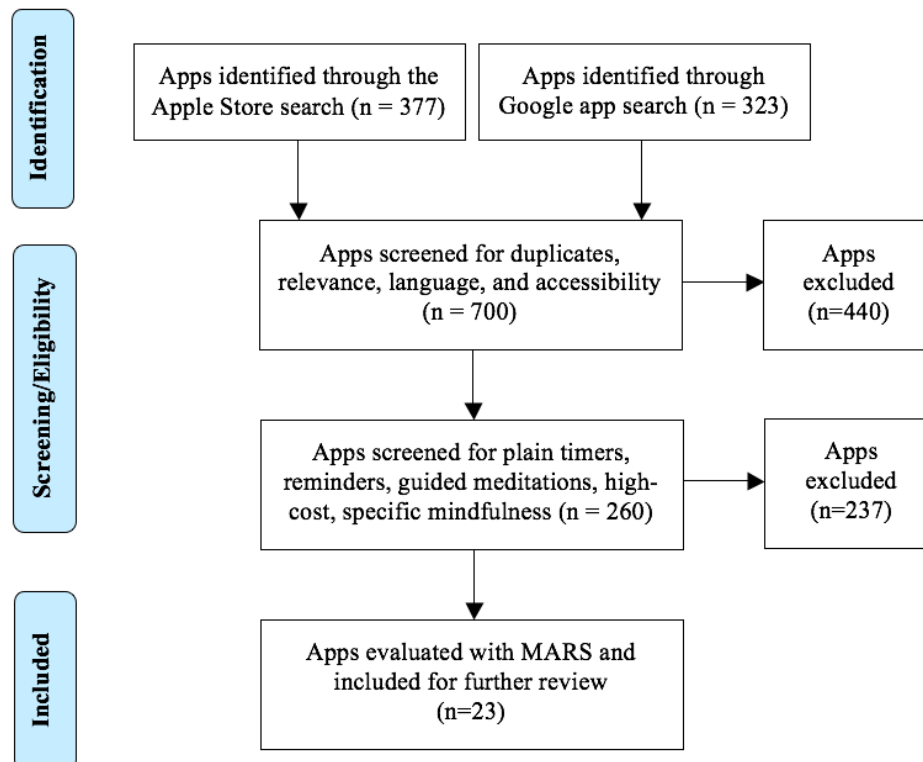 Identification
Apps identified through the
Apple Store search (n = 377)
Apps identified through
Google app search (n = 323)
Screening/Eligibility
Apps screened for duplicates,
relevance, language, and accessibility
(n = 700)
Apps
excluded
(n=440)
Apps screened for plain timers,
reminders, guided meditations, high-
cost, specific mindfulness (n = 260)
Apps
excluded
(n=237)
Included
Apps evaluated with MARS and
included for further review
(n=23)